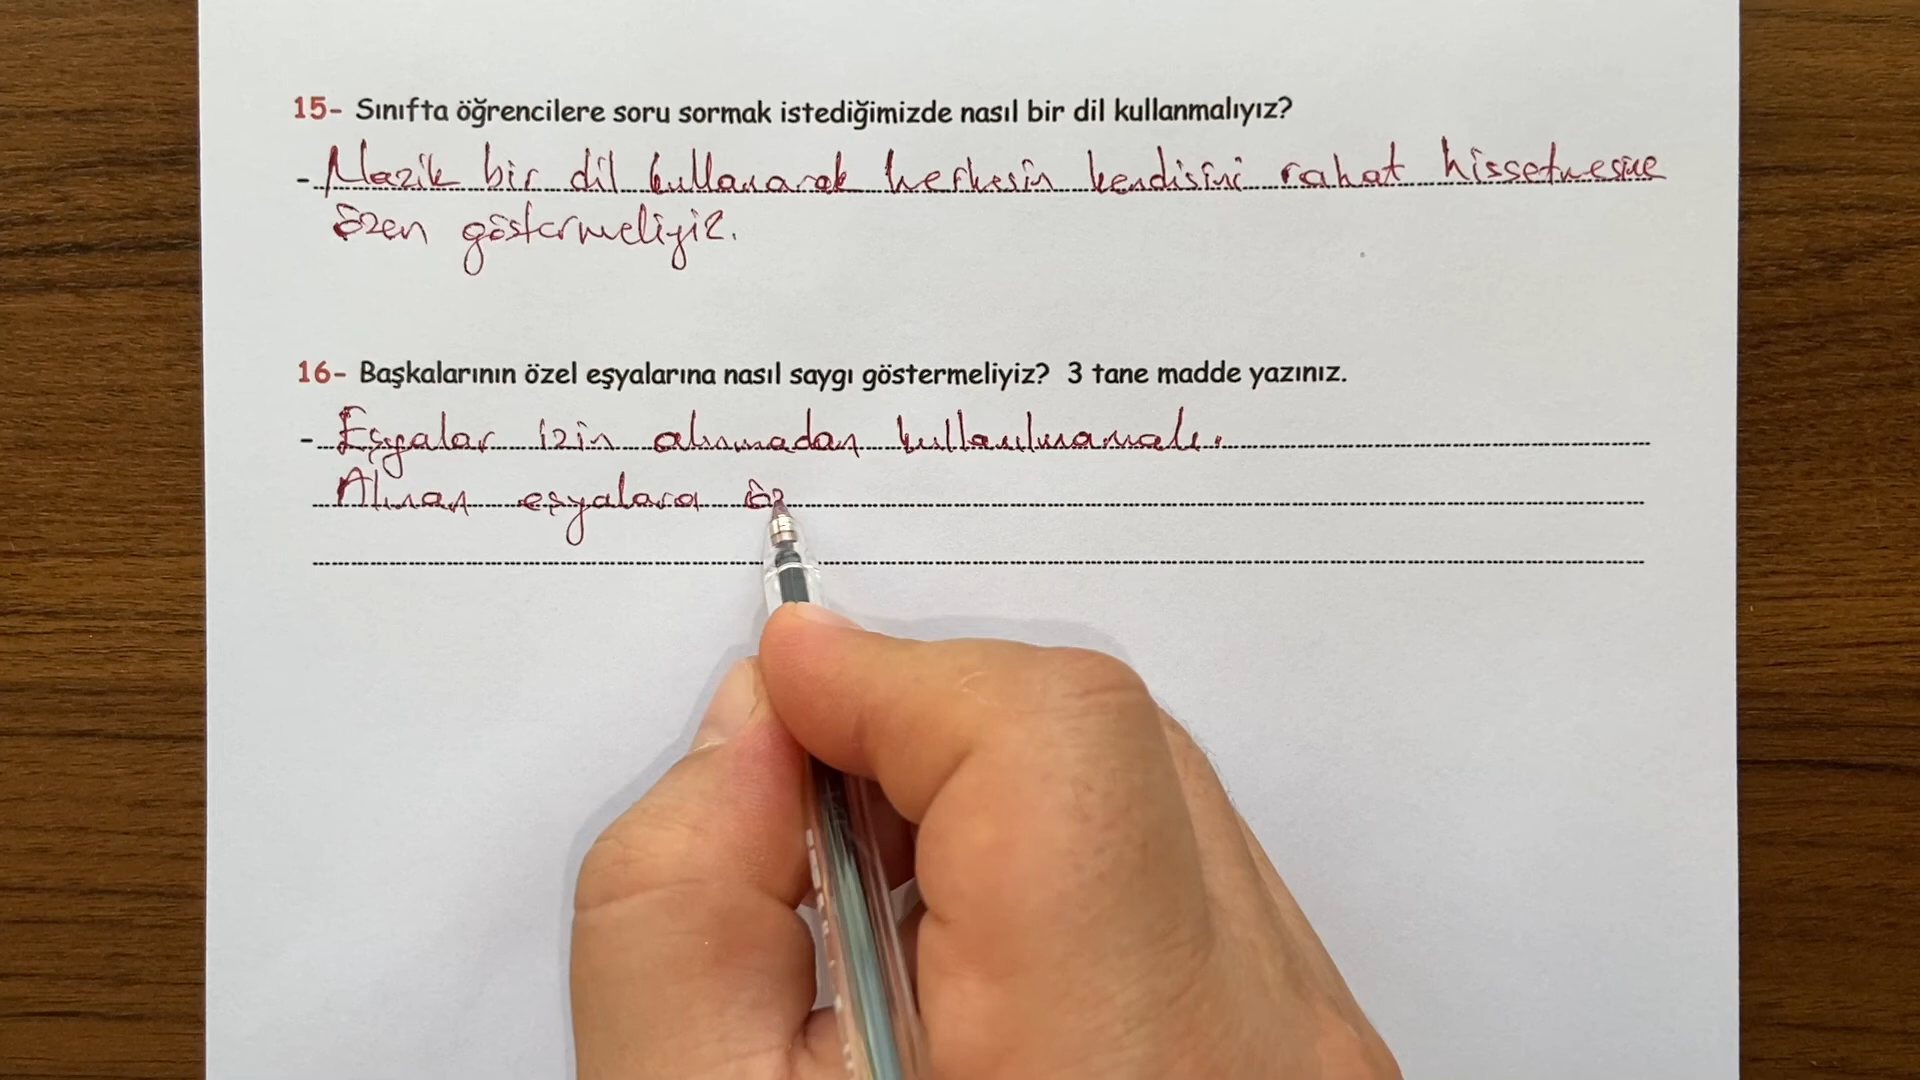 15- Sınıfta öğrencilere soru sormak istediğimizde nasıl bir dil kullanmalıyız?
- Nazik bir dil kullanarak herkesin kendisini rahat hissetmesine
özen göstermeliyiz.
16- Başkalarının özel eşyalarına nasıl saygı göstermeliyiz? 3 tane madde yazınız.
- Eşyalar izin alınmadan kullanılmamalı.
Alınan eşyalara öz